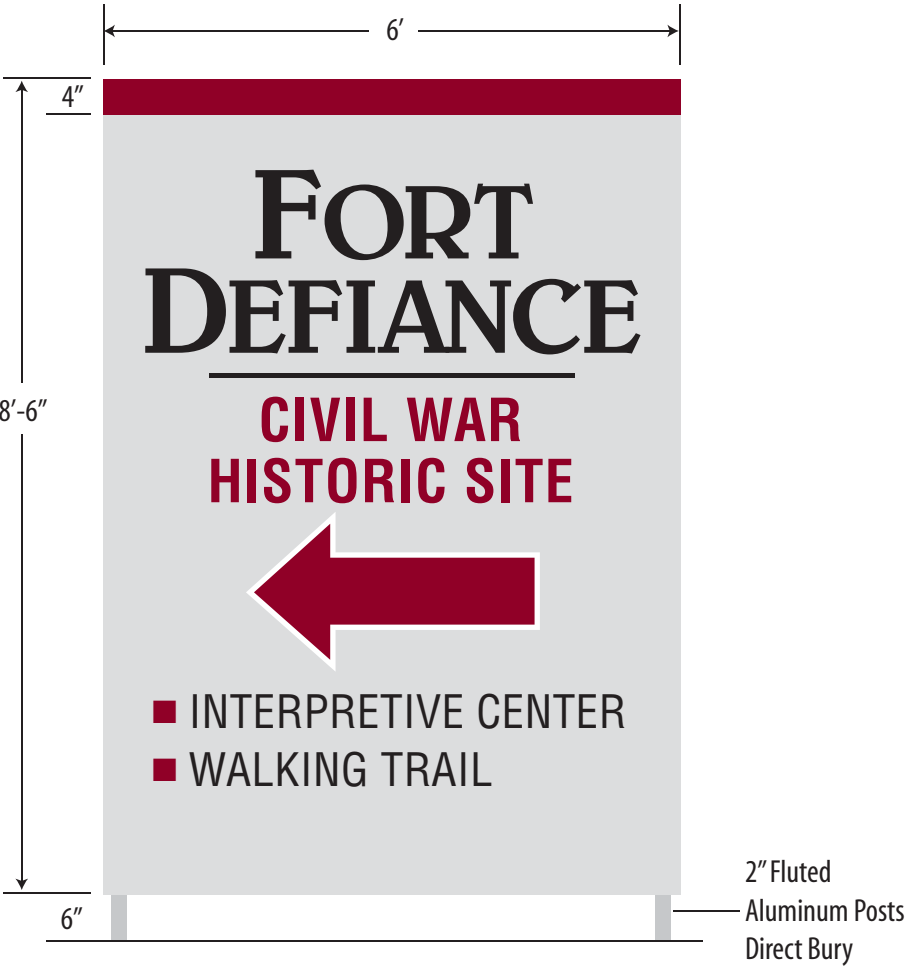 6′
4″
FORT
DEFIANCE
8′-6″
CIVIL WAR
HISTORIC SITE
■ INTERPRETIVE CENTER
■ WALKING TRAIL
6″
2″ Fluted
Aluminum Posts
Direct Bury